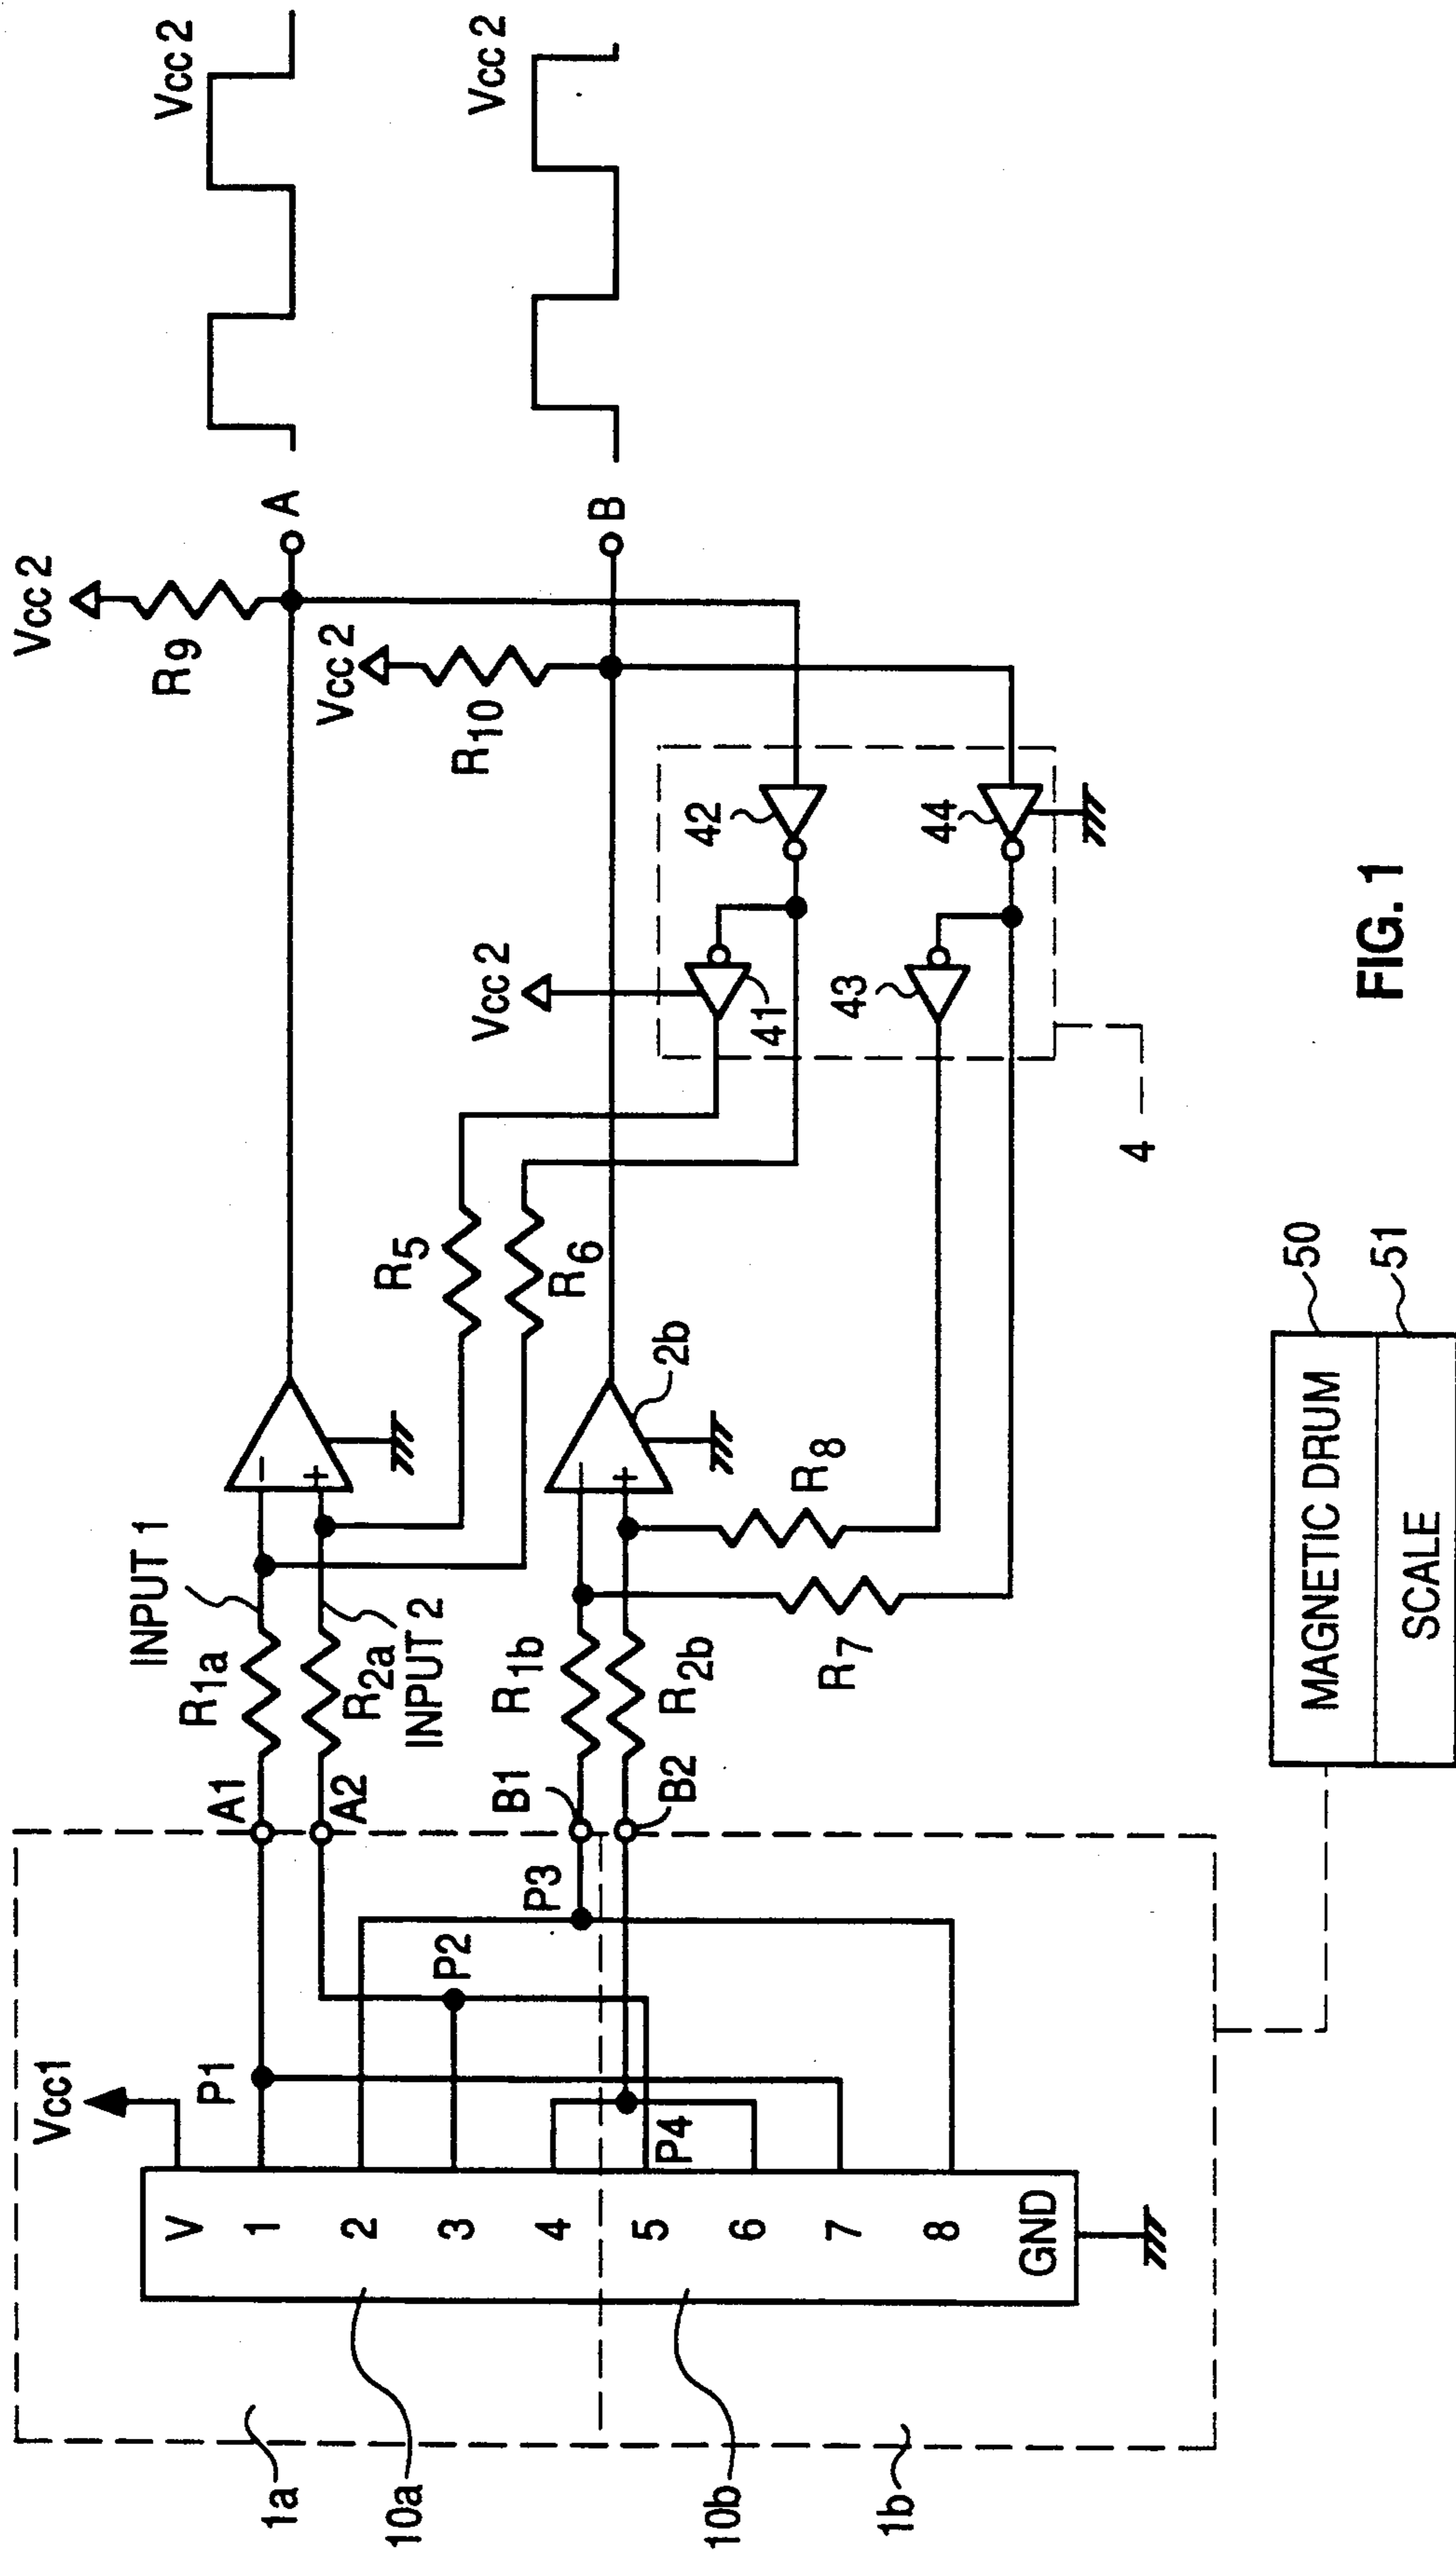 Vcc1
P1
P2
P3
P4
V
1
2
3
4
5
6
7
8
GND
1a
10a
10b
1b
A1
A2
B1
B2
R1a
INPUT 1
R2a
INPUT 2
R1b
R2b
−
+
−
+
2b
R5
R6
R7
R8
Vcc 2
41
42
43
44
4
Vcc 2
R9
Vcc 2
R10
A
B
Vcc 2
Vcc 2
MAGNETIC DRUM
50
SCALE
51
FIG. 1